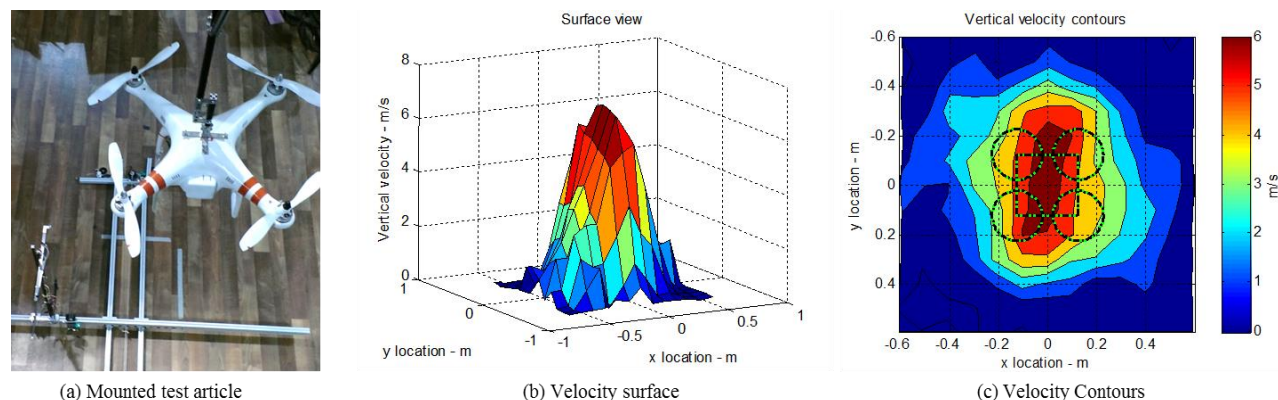 Surface view
8
6
4
2
0
Vertical velocity - m/s
1
0
-1
y location - m
-1
-0.5
0
0.5
1
x location - m
Vertical velocity contours
-0.6
-0.4
-0.2
0
0.2
0.4
y location - m
-0.6
-0.4
-0.2
0
0.2
0.4
x location - m
6
5
4
3
2
1
0
m/s
(a) Mounted test article
(b) Velocity surface
(c) Velocity Contours